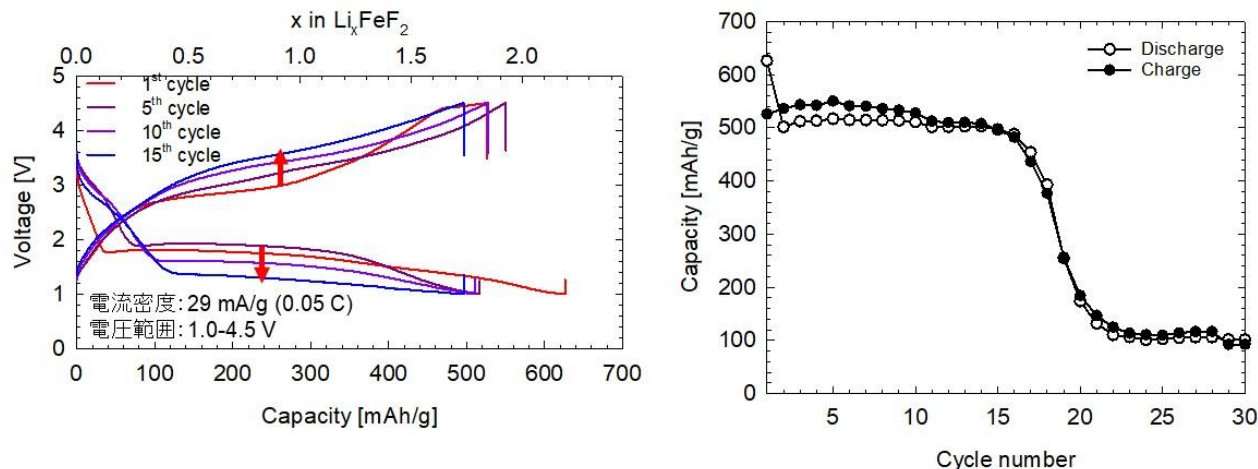 x in LiₓFeF₂
0.0 0.5 1.0 1.5 2.0
5
4
3
2
1
0
Voltage [V]
1st cycle
5th cycle
10th cycle
15th cycle
電流密度: 29 mA/g (0.05 C)
電圧範囲: 1.0-4.5 V
0 100 200 300 400 500 600 700
Capacity [mAh/g]
700
600
500
400
300
200
100
0
Capacity [mAh/g]
Discharge
Charge
5 10 15 20 25 30
Cycle number